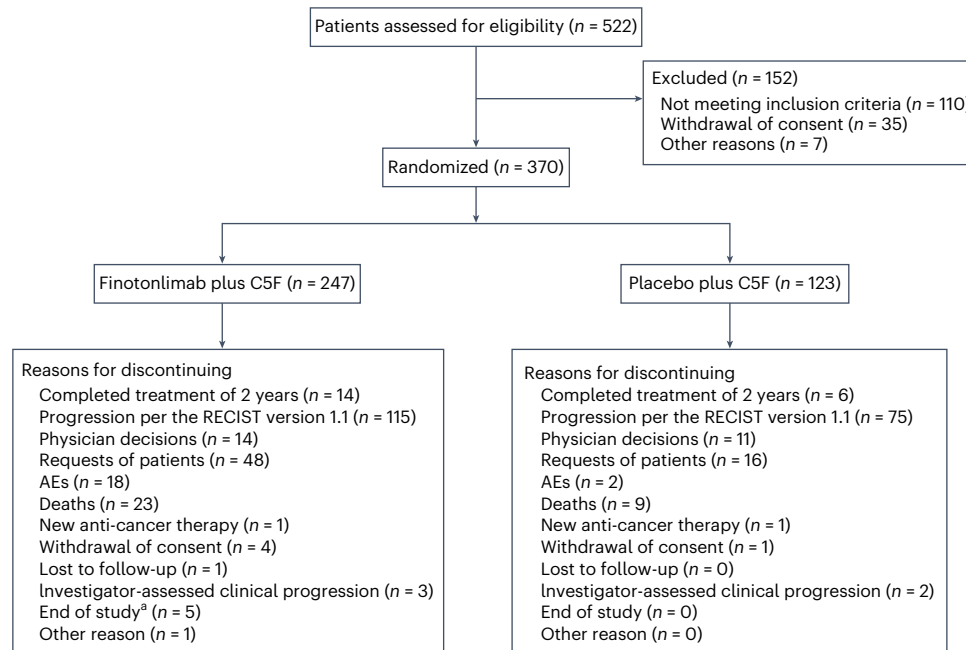 Patients assessed for eligibility (n = 522)
Excluded (n = 152)
Not meeting inclusion criteria (n = 110)
Withdrawal of consent (n = 35)
Other reasons (n = 7)
Randomized (n = 370)
Finotonlimab plus C5F (n = 247)
Placebo plus C5F (n = 123)
Reasons for discontinuing
Completed treatment of 2 years (n = 14)
Progression per the RECIST version 1.1 (n = 115)
Physician decisions (n = 14)
Requests of patients (n = 48)
AEs (n = 18)
Deaths (n = 23)
New anti-cancer therapy (n = 1)
Withdrawal of consent (n = 4)
Lost to follow-up (n = 1)
Investigator-assessed clinical progression (n = 3)
End of studyª (n = 5)
Other reason (n = 1)
Reasons for discontinuing
Completed treatment of 2 years (n = 6)
Progression per the RECIST version 1.1 (n = 75)
Physician decisions (n = 11)
Requests of patients (n = 16)
AEs (n = 2)
Deaths (n = 9)
New anti-cancer therapy (n = 1)
Withdrawal of consent (n = 1)
Lost to follow-up (n = 0)
Investigator-assessed clinical progression (n = 2)
End of study (n = 0)
Other reason (n = 0)